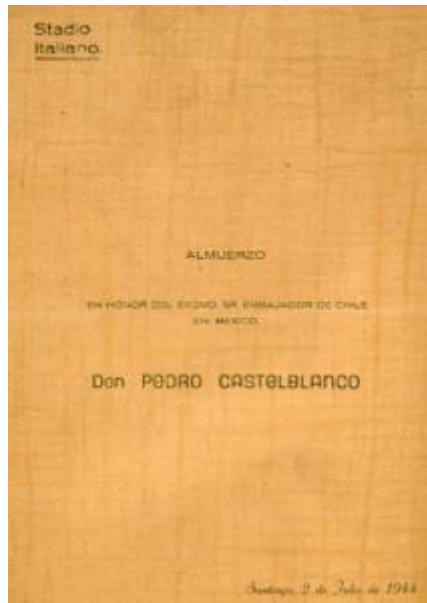 Stadio
Italiano.
ALMUERZO
EN HONOR DEL EXCMO. SR. EMBAJADOR DE CHILE
EN MEXICO,
Don PEDRO CASTELBLANCO
Santiago, 2 de Julio de 1944